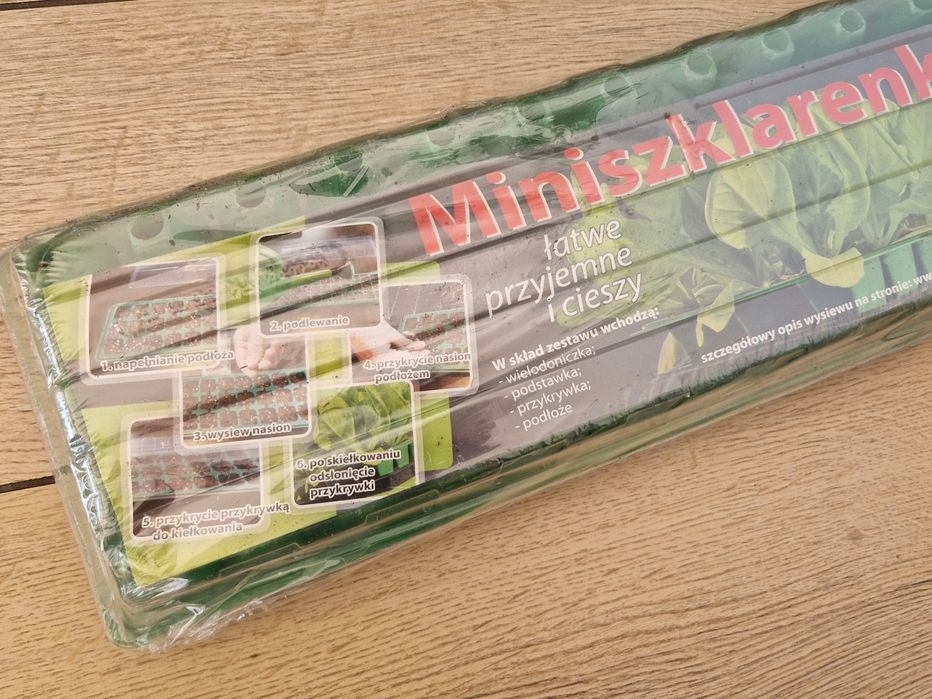 Miniszklarenk
łatwe
przyjemne
i cieszy
W skład zestawu wchodzą:
- wielodoniczka;
- podstawka;
- przykrywka;
- podłoże
szczegółowy opis wysiewu na stronie: www
1. napełnianie podłoża
2. podlewanie
3. wysiew nasion
4. przykrycie nasion
podłożem
5. przykrycie przykrywką
do kiełkowania
6. po skiełkowaniu
odsłonięcie
przykrywki